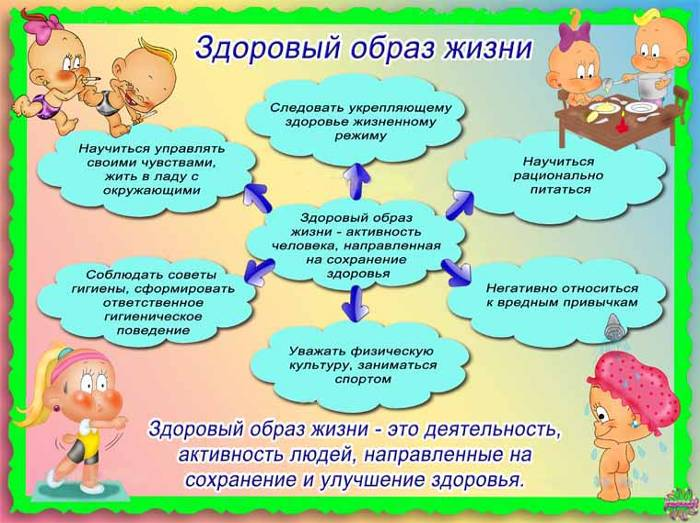 Здоровый образ жизни
Следовать укрепляющему
здоровье жизненному
режиму
Научиться управлять
своими чувствами,
жить в ладу с
окружающими
Научиться
рационально
питаться
Здоровый образ
жизни - активность
человека, направленная
на сохранение
здоровья
Соблюдать советы
гигиены, сформировать
ответственное
гигиеническое
поведение
Негативно относиться
к вредным привычкам
Уважать физическую
культуру, заниматься
спортом
Здоровый образ жизни - это деятельность,
активность людей, направленные на
сохранение и улучшение здоровья.